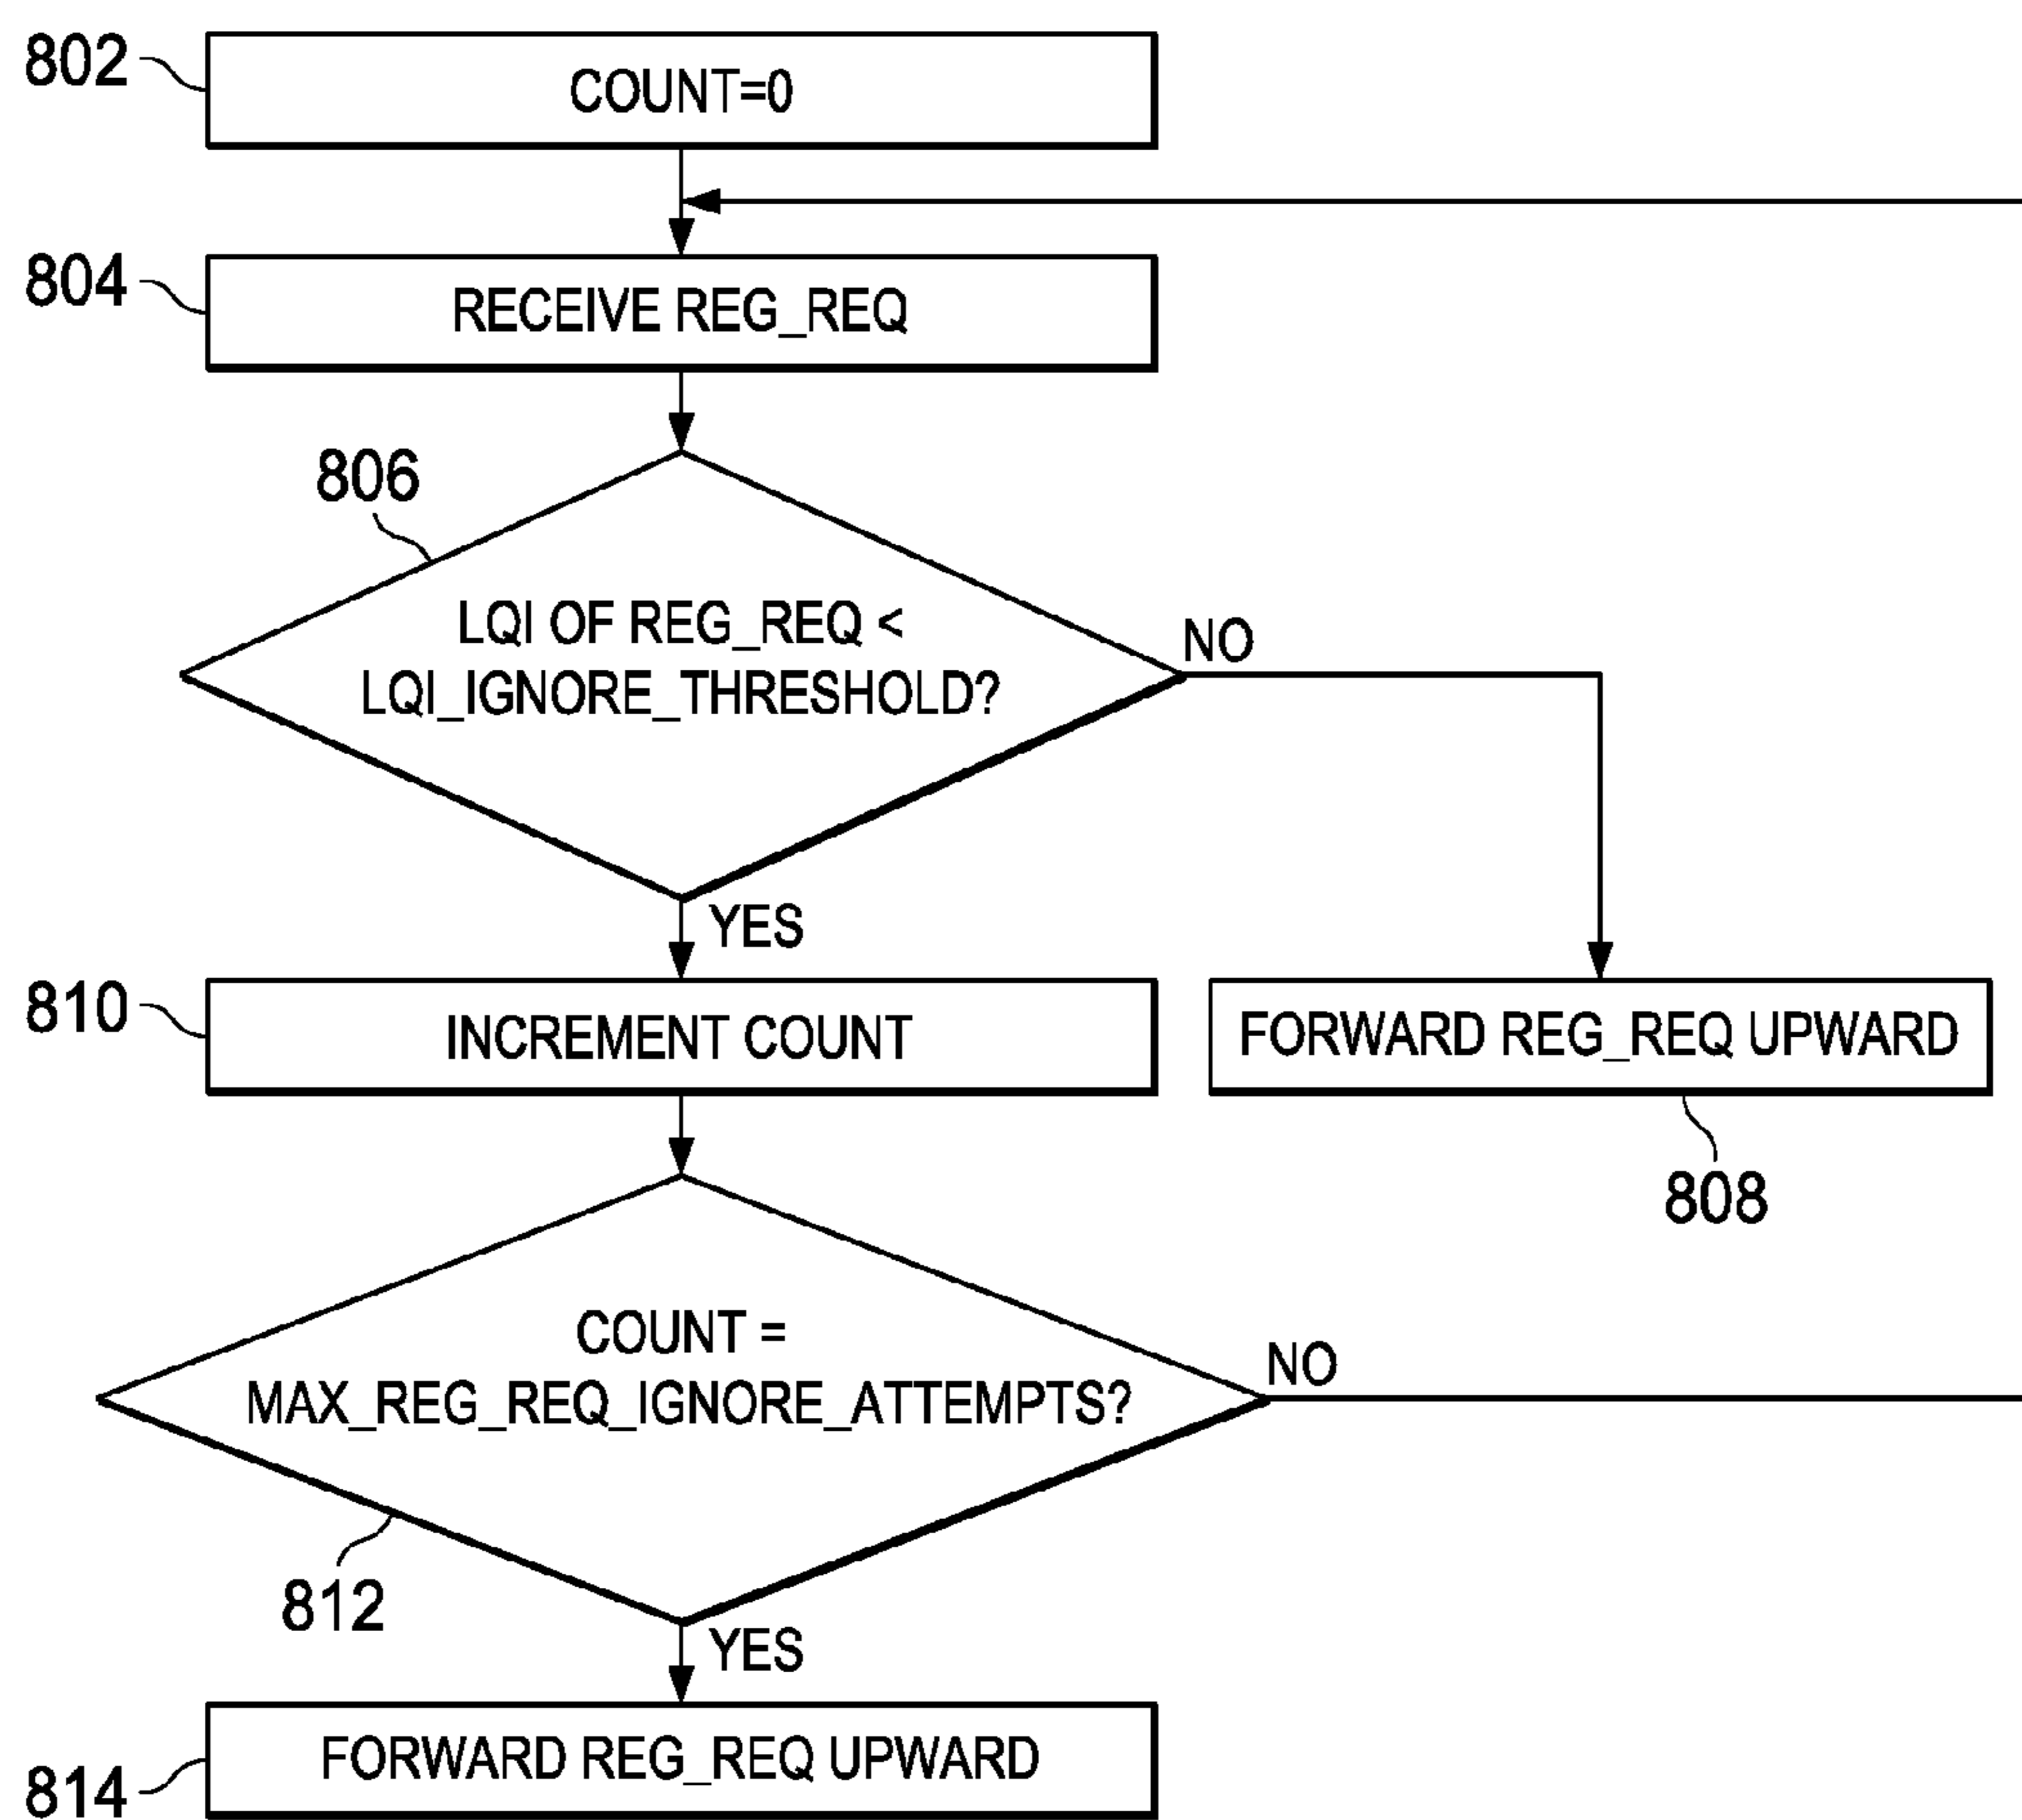 802
COUNT=0
804
RECEIVE REG_REQ
806
LQI OF REG_REQ <
LQI_IGNORE_THRESHOLD?
NO
YES
810
INCREMENT COUNT
FORWARD REG_REQ UPWARD
808
COUNT =
MAX_REG_REQ_IGNORE_ATTEMPTS?
NO
812
YES
814
FORWARD REG_REQ UPWARD